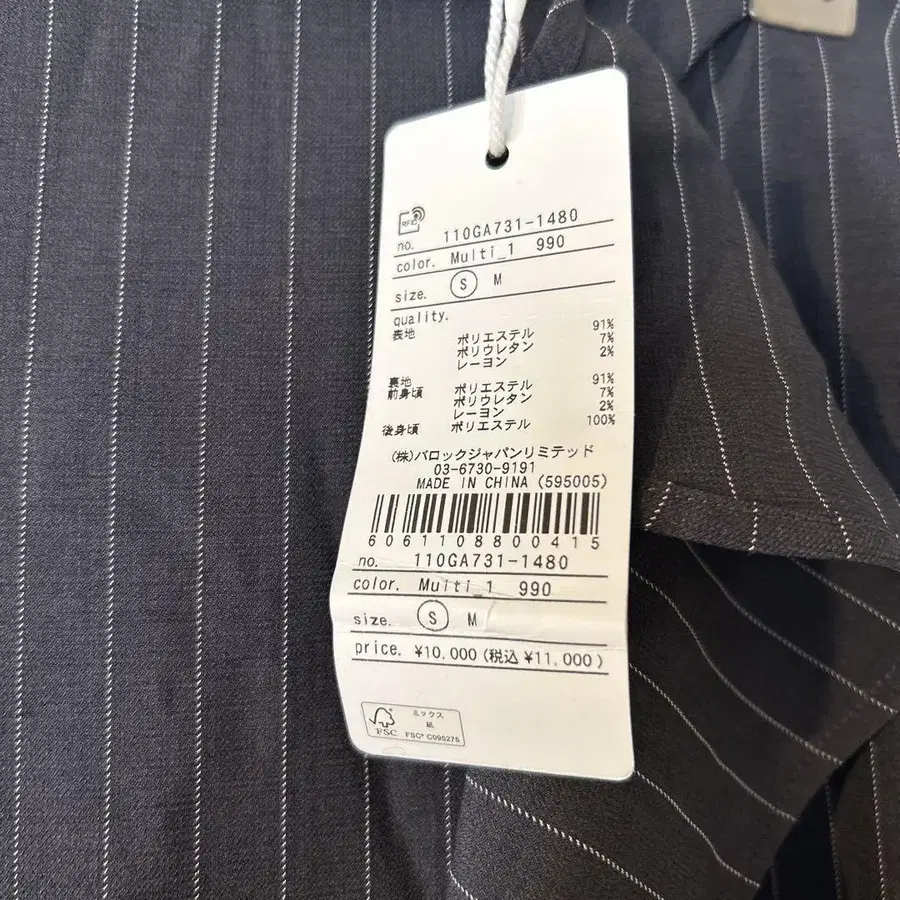 RFID
no. 110GA731-1480
color. Multi_1 990
size. S M
quality.
表地 ポリエステル 91%
ポリウレタン 7%
レーヨン 2%
裏地
前身頃 ポリエステル 91%
ポリウレタン 7%
レーヨン 2%
後身頃 ポリエステル 100%
(株)バロックジャパンリミテッド
03-6730-9191
MADE IN CHINA (595005)
6061108800415
no. 110GA731-1480
color. Multi_1 990
size. S M
price. ¥10,000 (税込 ¥11,000)
ミックス
紙
FSC FSC® C095275